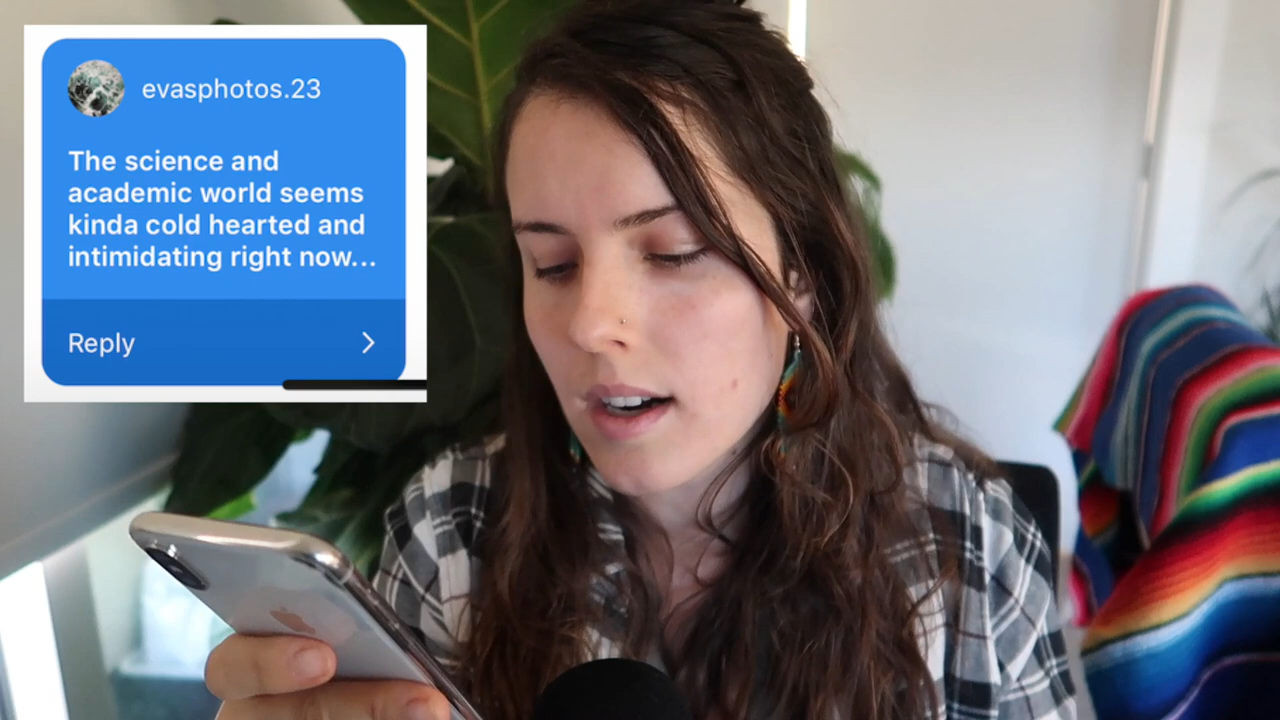 evasphotos.23
The science and
academic world seems
kinda cold hearted and
intimidating right now...
Reply